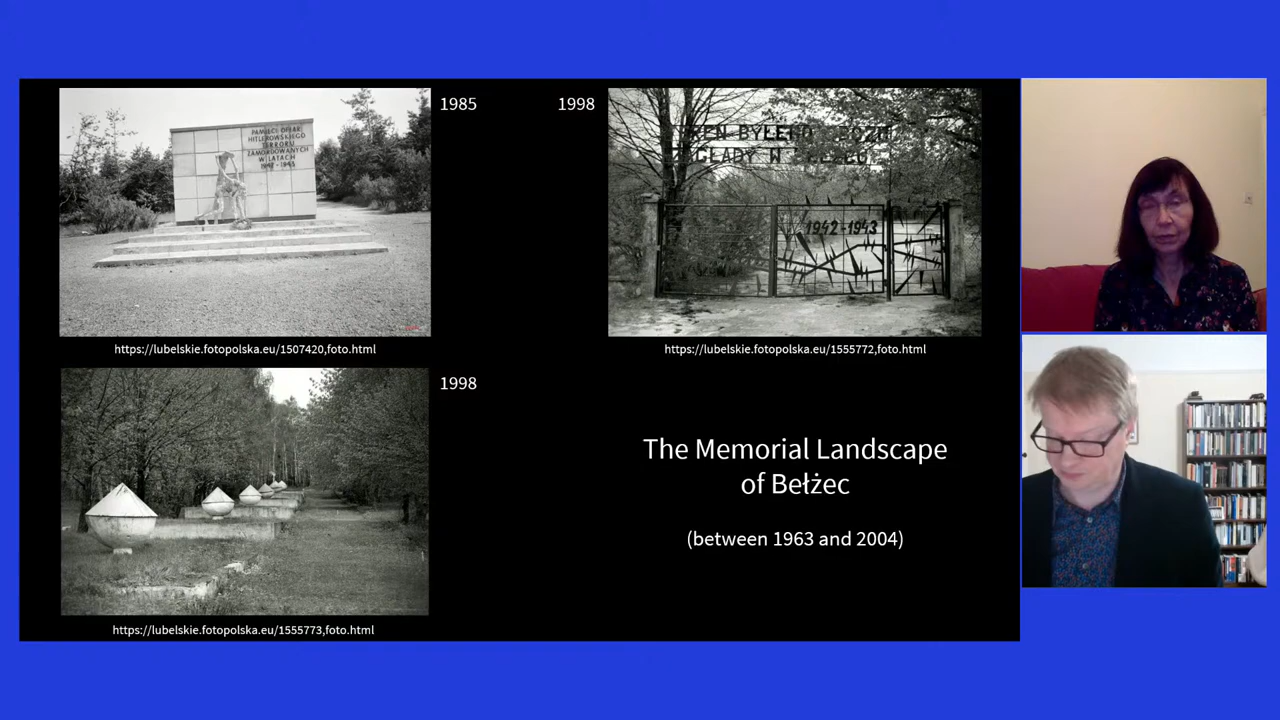 1985
PAMIĘCI OFIAR
HITLEROWSKIEGO
TERRORU
ZAMORDOWANYCH
W LATACH
https://lubelskie.fotopolska.eu/1507420,foto.html
1998
1942-1943
https://lubelskie.fotopolska.eu/1555772,foto.html
1998
https://lubelskie.fotopolska.eu/1555773,foto.html
The Memorial Landscape
of Bełżec
(between 1963 and 2004)